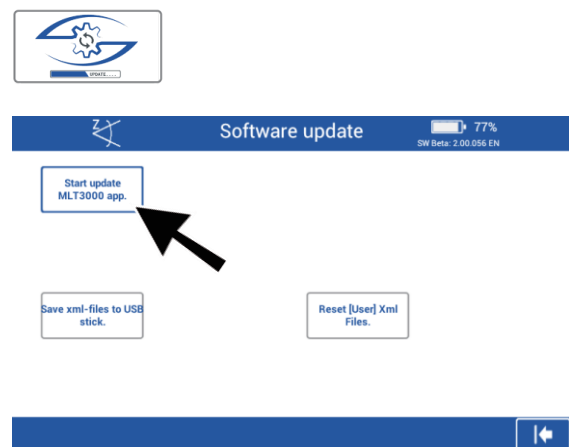 UPDATE.....
Z
Software update
77%
SW Beta: 2.00.056 EN
Start update
MLT3000 app.
Save xml-files to USB
stick.
Reset [User] Xml
Files.